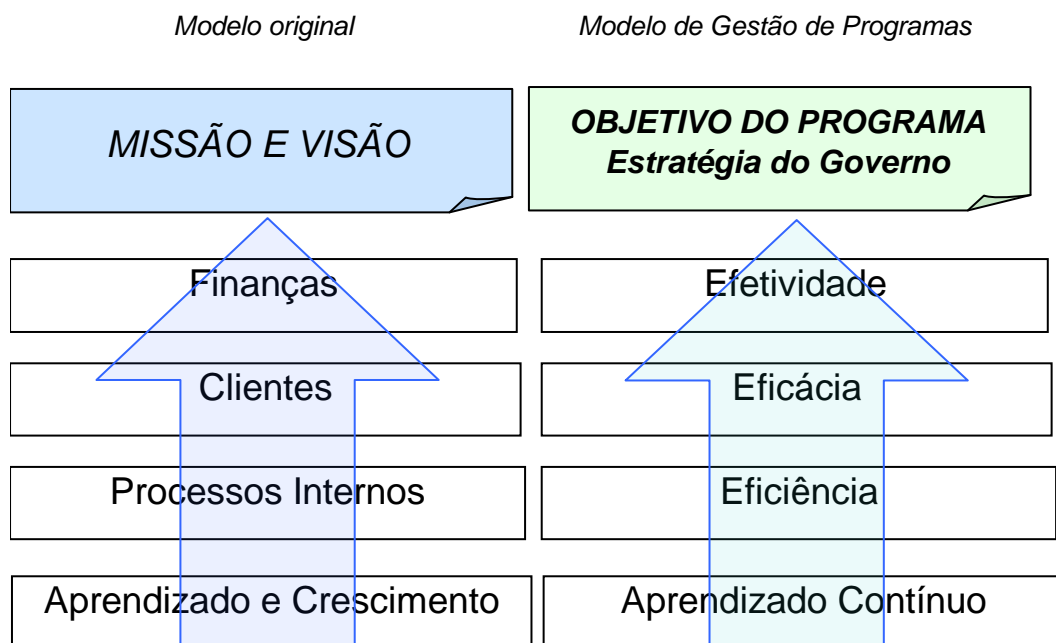 Modelo original
Modelo de Gestão de Programas
MISSÃO E VISÃO
OBJETIVO DO PROGRAMA
Estratégia do Governo
Finanças
Efetividade
Clientes
Eficácia
Processos Internos
Eficiência
Aprendizado e Crescimento
Aprendizado Contínuo